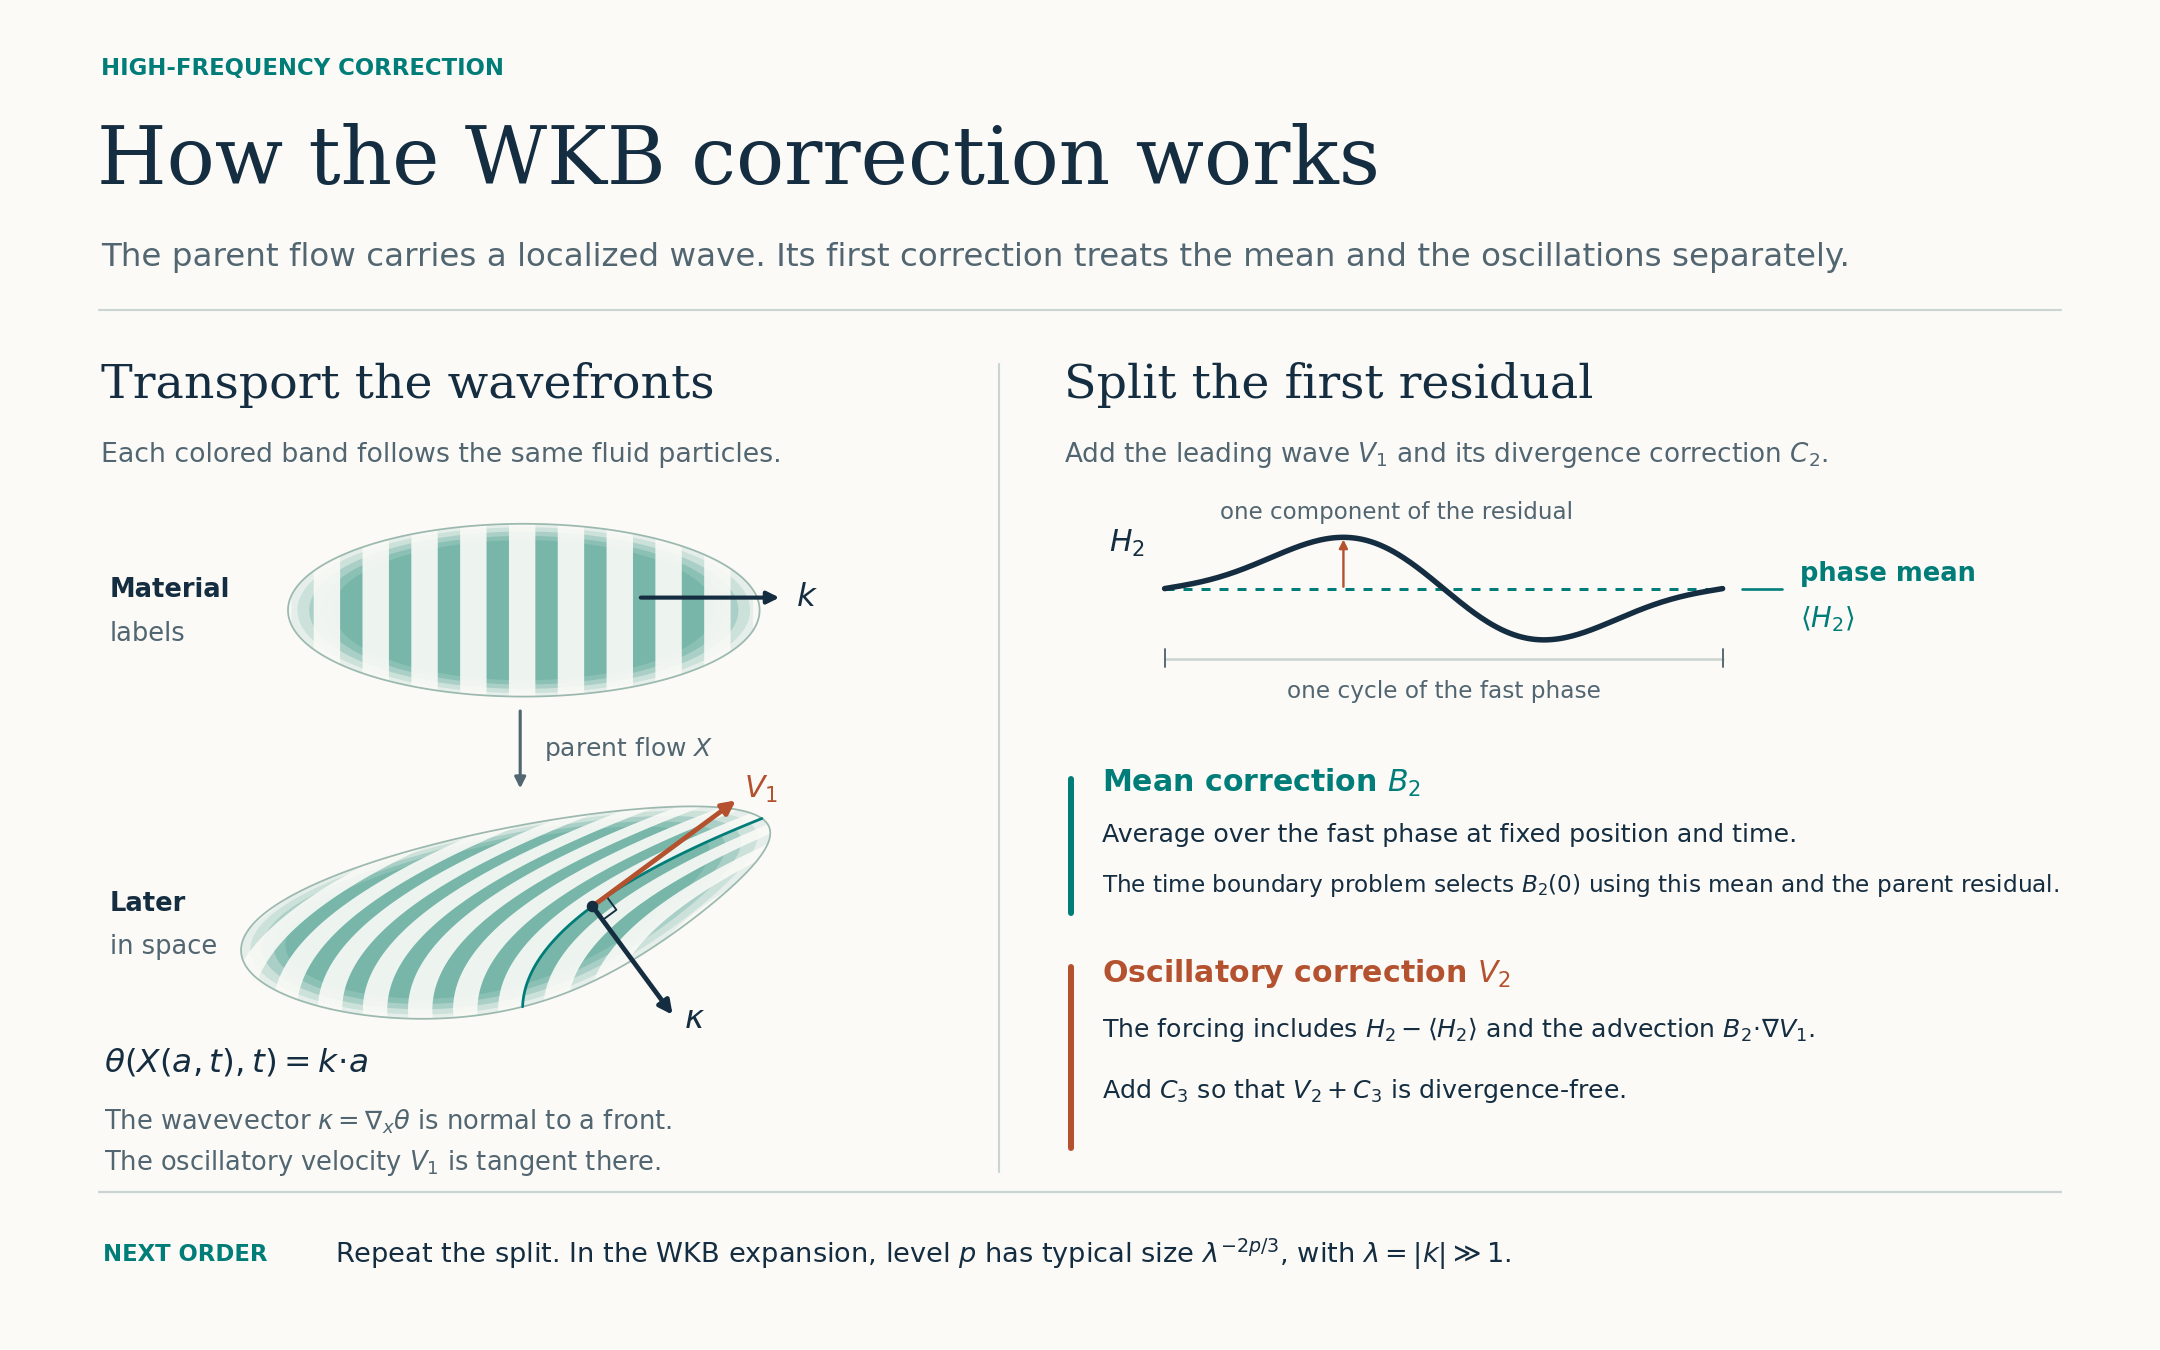 HIGH-FREQUENCY CORRECTION
How the WKB correction works
The parent flow carries a localized wave. Its first correction treats the mean and the oscillations separately.
Transport the wavefronts
Each colored band follows the same fluid particles.
Material
labels
k
parent flow X
V₁
Later
in space
κ
θ(X(a,t),t) = k·a
The wavevector κ = ∇ₓθ is normal to a front.
The oscillatory velocity V₁ is tangent there.
Split the first residual
Add the leading wave V₁ and its divergence correction C₂.
one component of the residual
H₂
phase mean
⟨H₂⟩
one cycle of the fast phase
Mean correction B₂
Average over the fast phase at fixed position and time.
The time boundary problem selects B₂(0) using this mean and the parent residual.
Oscillatory correction V₂
The forcing includes H₂ − ⟨H₂⟩ and the advection B₂·∇V₁.
Add C₃ so that V₂ + C₃ is divergence-free.
NEXT ORDER
Repeat the split. In the WKB expansion, level p has typical size λ^{−2p/3}, with λ = |k| ≫ 1.